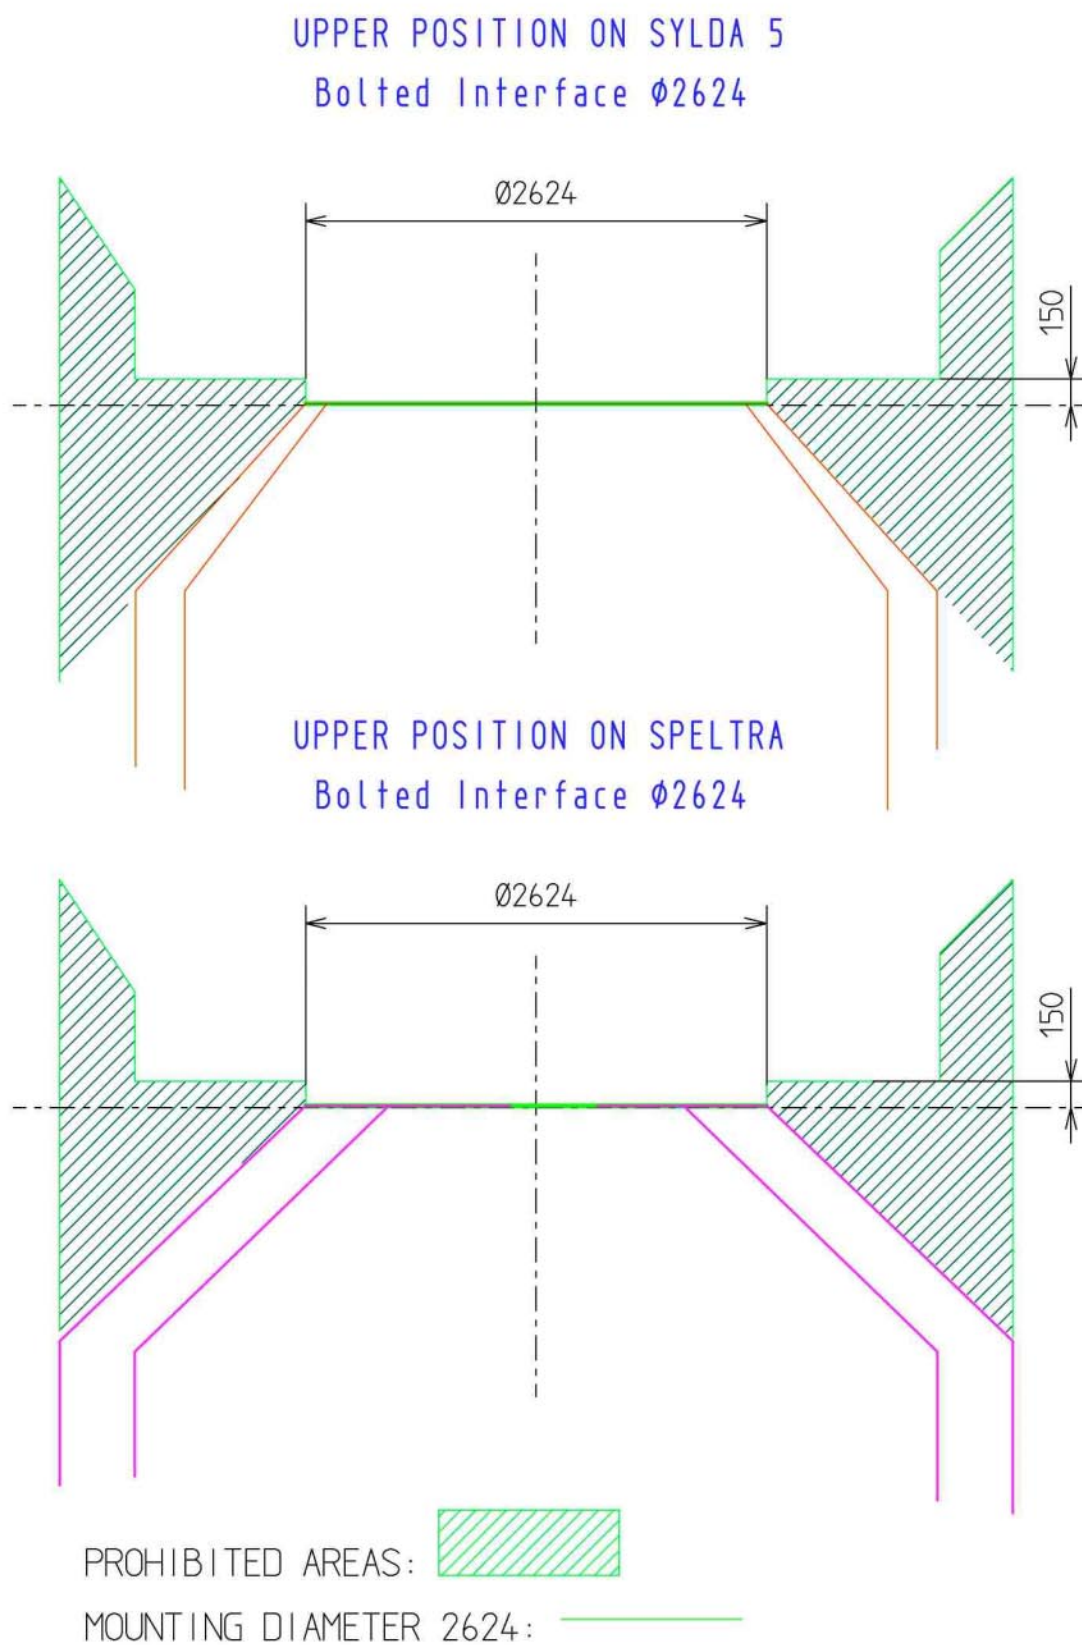 UPPER POSITION ON SYLDA 5
Bolted Interface Ø2624
Ø2624
150
UPPER POSITION ON SPELTRA
Bolted Interface Ø2624
Ø2624
150
PROHIBITED AREAS:
MOUNTING DIAMETER 2624: